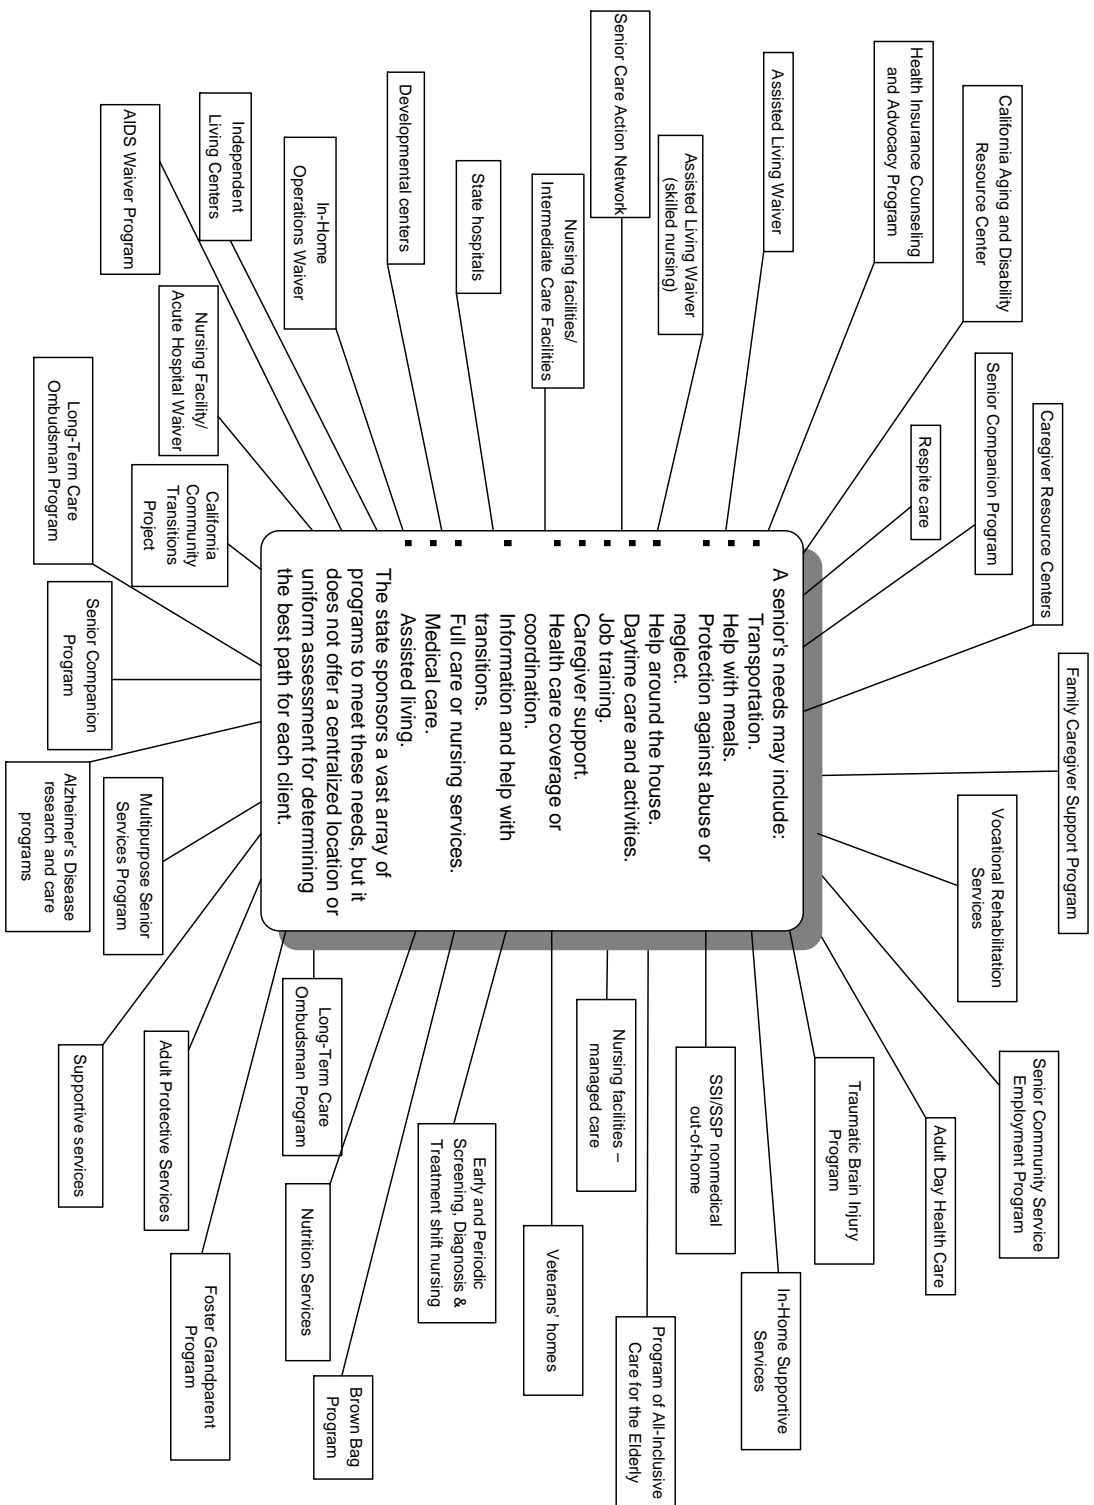 California Aging and Disability
Resource Center
Health Insurance Counseling
and Advocacy Program
Assisted Living Waiver
Assisted Living Waiver
(skilled nursing)
Senior Care Action Network
Nursing facilities/
Intermediate Care Facilities
State hospitals
Developmental centers
In-Home
Operations Waiver
Independent
Living Centers
AIDS Waiver Program
Nursing Facility/
Acute Hospital Waiver
Long-Term Care
Ombudsman Program
California
Community
Transitions
Project
Caregiver Resource Centers
Senior Companion Program
Respite care
A senior's needs may include:
▪ Transportation.
▪ Help with meals.
▪ Protection against abuse or
neglect.
▪ Help around the house.
▪ Daytime care and activities.
▪ Job training.
▪ Caregiver support.
▪ Health care coverage or
coordination.
▪ Information and help with
transitions.
▪ Full care or nursing services.
▪ Medical care.
▪ Assisted living.
The state sponsors a vast array of
programs to meet these needs, but it
does not offer a centralized location or
uniform assessment for determining
the best path for each client.
Senior Companion
Program
Alzheimer's Disease
research and care
programs
Multipurpose Senior
Services Program
Family Caregiver Support Program
Vocational Rehabilitation
Services
Senior Community Service
Employment Program
Adult Day Health Care
Traumatic Brain Injury
Program
In-Home Supportive
Services
SSI/SSP nonmedical
out-of-home
Program of All-Inclusive
Care for the Elderly
Nursing facilities –
managed care
Veterans' homes
Early and Periodic
Screening, Diagnosis &
Treatment shift nursing
Brown Bag
Program
Nutrition Services
Long-Term Care
Ombudsman Program
Foster Grandparent
Program
Adult Protective Services
Supportive services